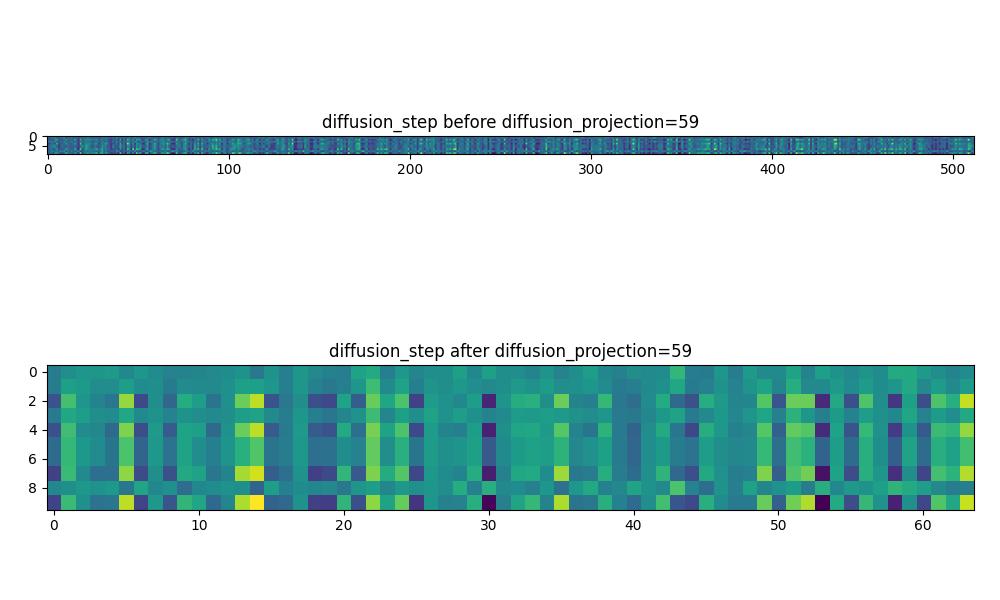 diffusion_step before diffusion_projection=59
0
5
0 100 200 300 400 500
diffusion_step after diffusion_projection=59
0
2
4
6
8
0 10 20 30 40 50 60